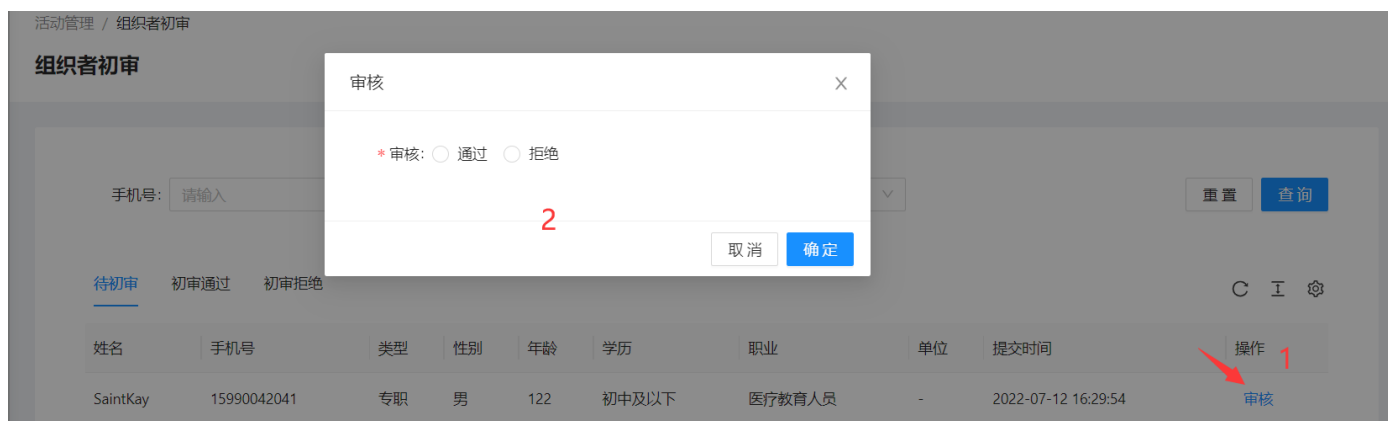 活动管理 / 组织者初审
组织者初审
审核
* 审核: 通过 拒绝
手机号: 请输入
重置 查询
2
取消 确定
待初审 初审通过 初审拒绝
姓名 手机号 类型 性别 年龄 学历 职业 单位 提交时间 操作 1
SaintKay 15990042041 专职 男 122 初中及以下 医疗教育人员 - 2022-07-12 16:29:54 审核